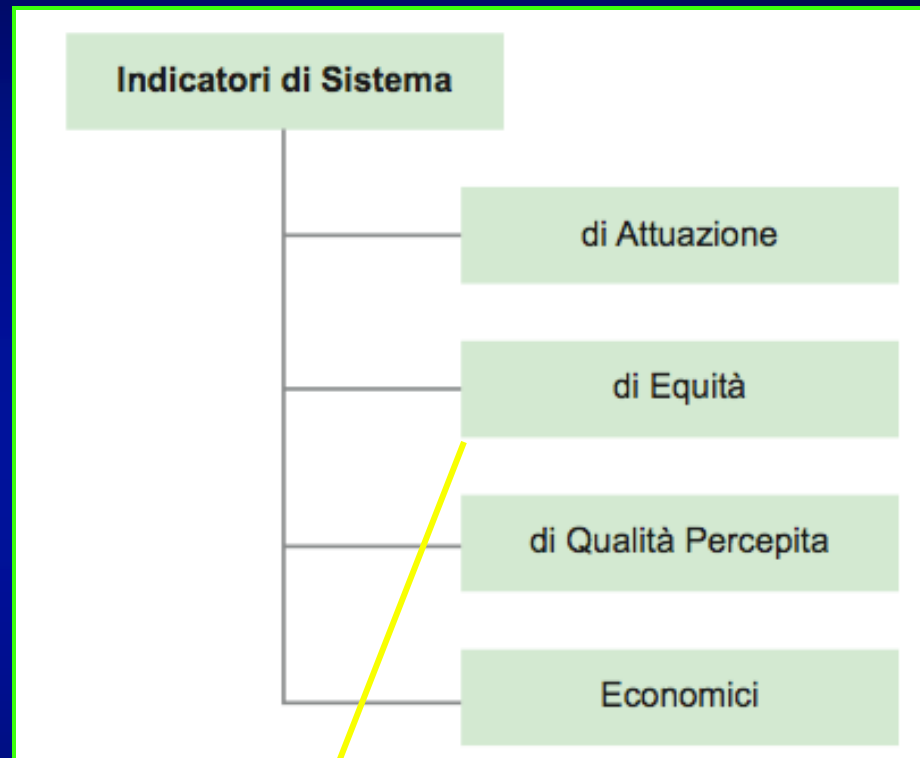 Indicatori di Sistema
di Attuazione
di Equità
di Qualità Percepita
Economici